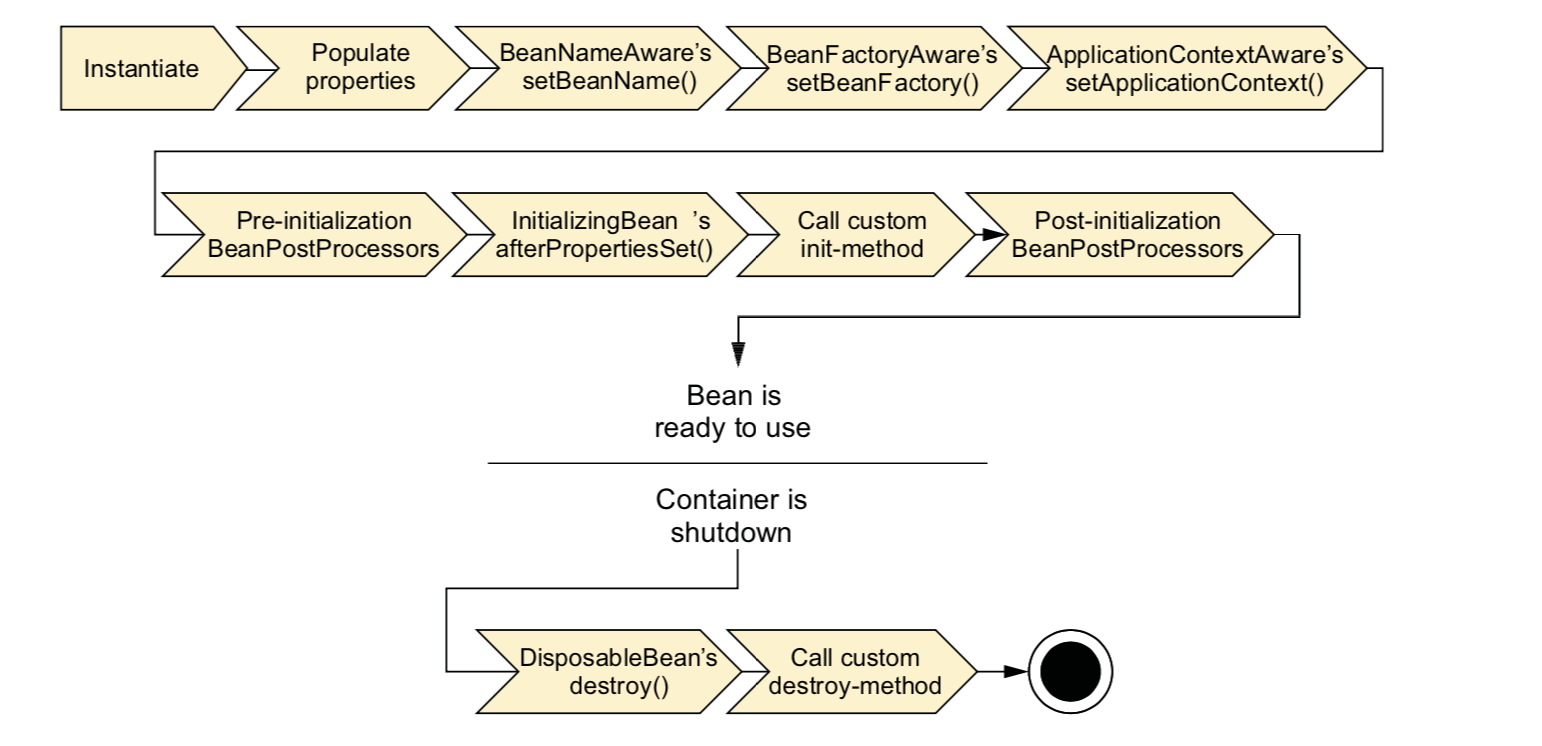 Instantiate
Populate
properties
BeanNameAware's
setBeanName()
BeanFactoryAware's
setBeanFactory()
ApplicationContextAware's
setApplicationContext()
Pre-initialization
BeanPostProcessors
InitializingBean 's
afterPropertiesSet()
Call custom
init-method
Post-initialization
BeanPostProcessors
Bean is
ready to use
Container is
shutdown
DisposableBean's
destroy()
Call custom
destroy-method